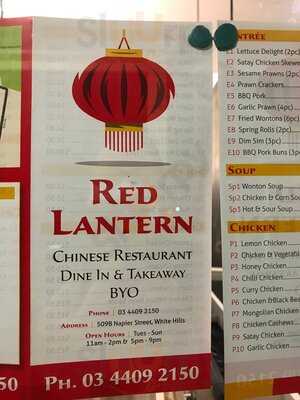 RED
LANTERN
CHINESE RESTAURANT
DINE IN & TAKEAWAY
BYO
PHONE | 03 4409 2150
ADDRESS | 509B Napier Street, White Hills
OPEN HOURS | Tues - Sun
11am - 2pm & 5pm - 9pm
PH. 03 4409 2150
50
ENTRÉE
E1 Lettuce Delight (2pc)
E2 Satay Chicken Skewe
E3 Sesame Prawns (2pc
E4 Prawn Crackers
E5 BBQ Pork
E6 Garlic Prawn (4pc)
E7 Fried Wontons (6pc)
E8 Spring Rolls (2pc)
E9 Dim Sim (3pc)
E10 BBQ Pork Buns (3p
SOUP
Sp1 Wonton Soup
Sp2 Chicken & Corn So
Sp3 Hot & Sour Soup
CHICKEN
P1 Lemon Chicken
P2 Chicken & Vegetabl
P3 Honey Chicken
P4 Chilli Chicken
P5 Curry Chicken
P6 Chicken &Black Be
P7 Mongolian Chicken
P8 Chicken Cashews
P9 Satay Chicken
P10 Garlic Chicken